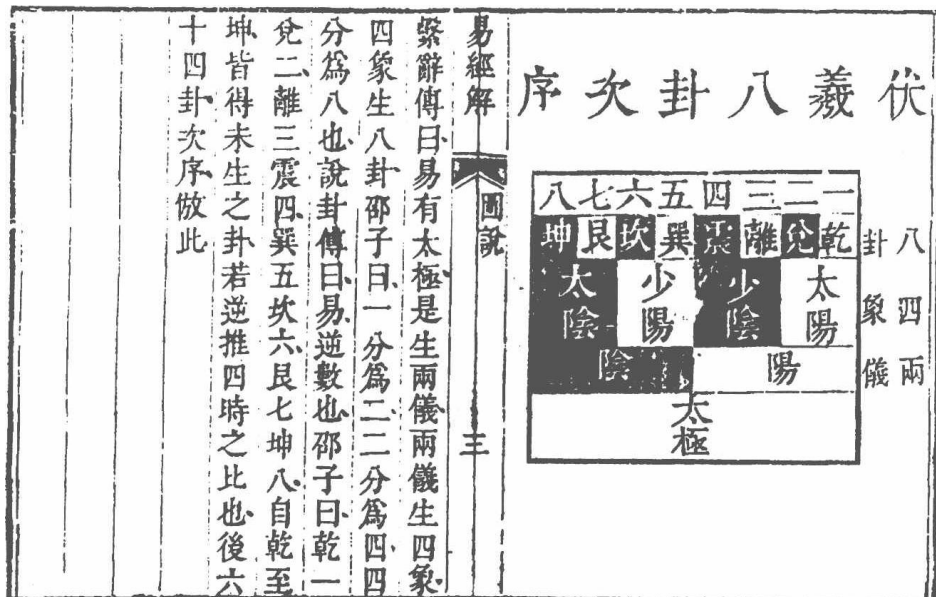 伏羲八卦次序
一二三四五六七八
乾兌離震巽坎艮坤
太陽 少陰 少陽 太陰
陽 陰
太極
八卦
四象
兩儀
易經解 圖說 三
繫辭傳曰易有太極是生兩儀兩儀生四象
四象生八卦邵子曰一分爲二二分爲四四
分爲八也說卦傳曰易逆數也邵子曰乾一
兌二離三震四巽五坎六艮七坤八自乾至
坤皆得未生之卦若逆推四時之比也後六
十四卦次序倣此